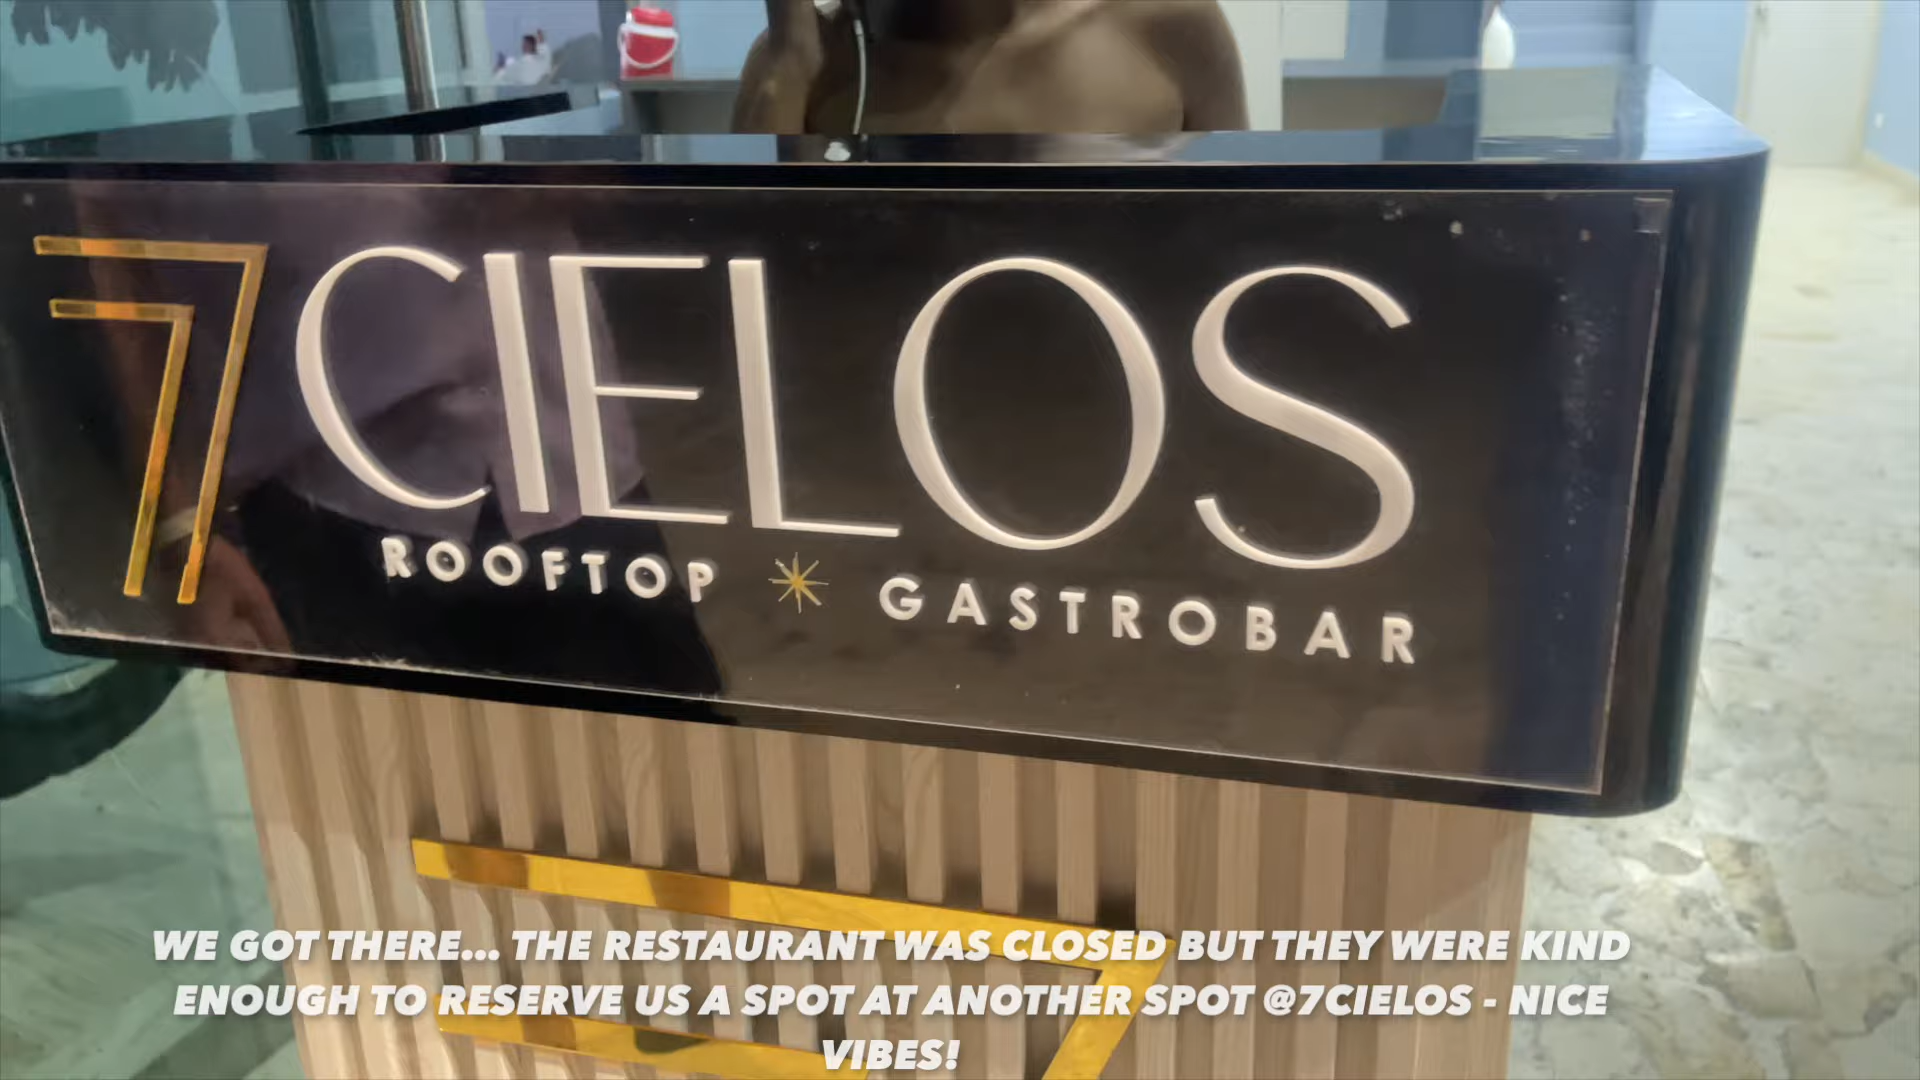 7 CIELOS
ROOFTOP GASTROBAR
WE GOT THERE... THE RESTAURANT WAS CLOSED BUT THEY WERE KIND
ENOUGH TO RESERVE US A SPOT AT ANOTHER SPOT @7CIELOS - NICE
VIBES!